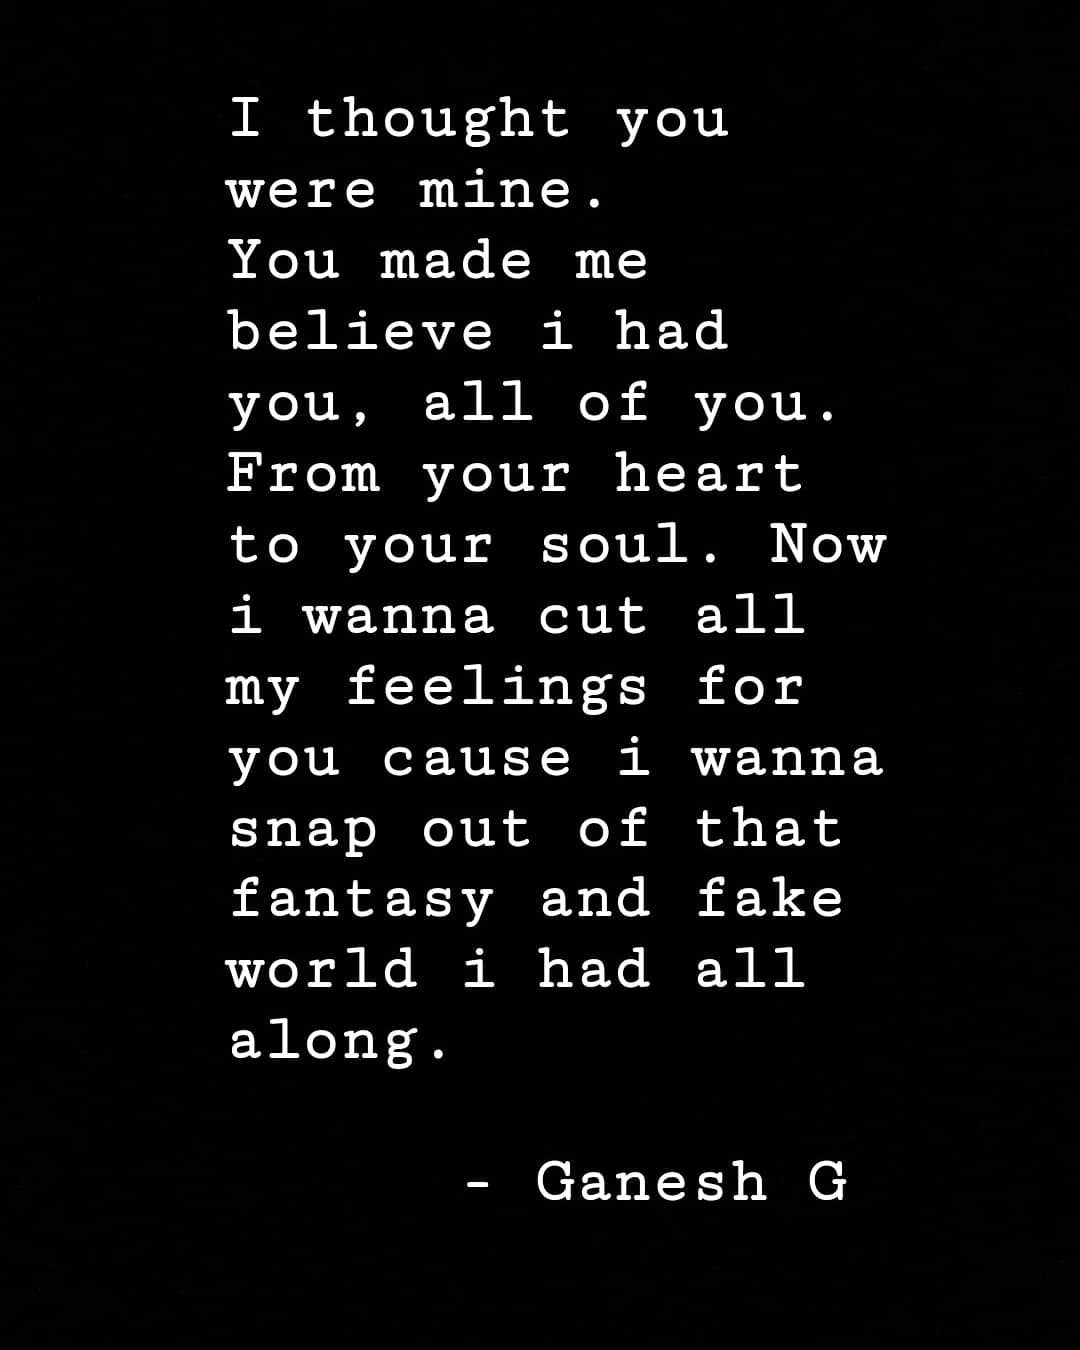 I thought you
were mine.
You made me
believe i had
you, all of you.
From your heart
to your soul. Now
i wanna cut all
my feelings for
you cause i wanna
snap out of that
fantasy and fake
world i had all
along.
- Ganesh G